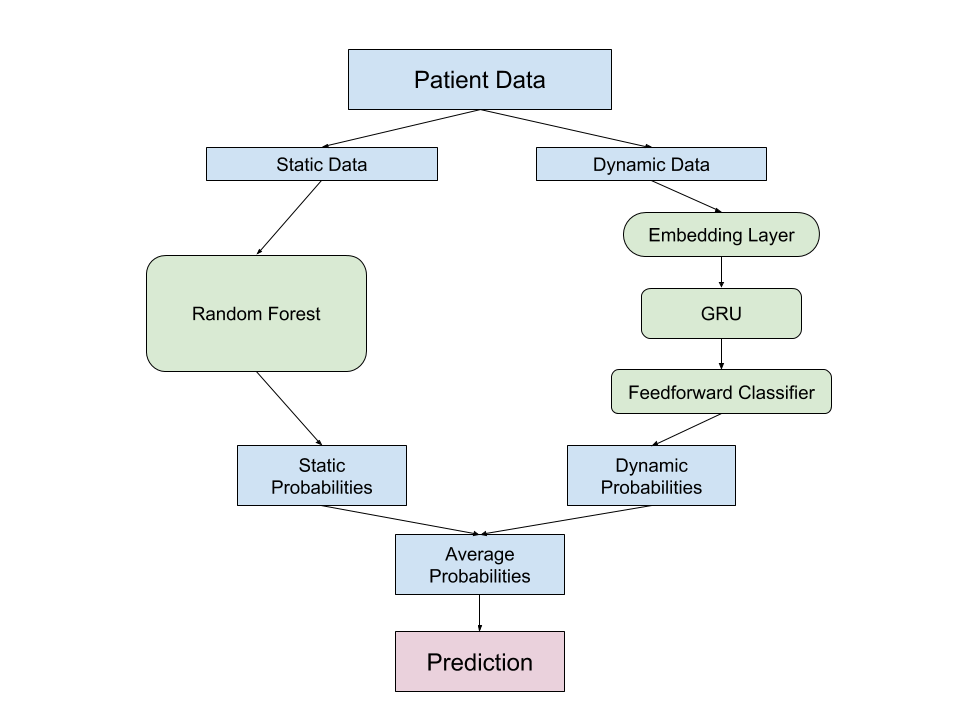 Patient Data
Static Data
Dynamic Data
Embedding Layer
Random Forest
GRU
Feedforward Classifier
Static
Probabilities
Dynamic
Probabilities
Average
Probabilities
Prediction